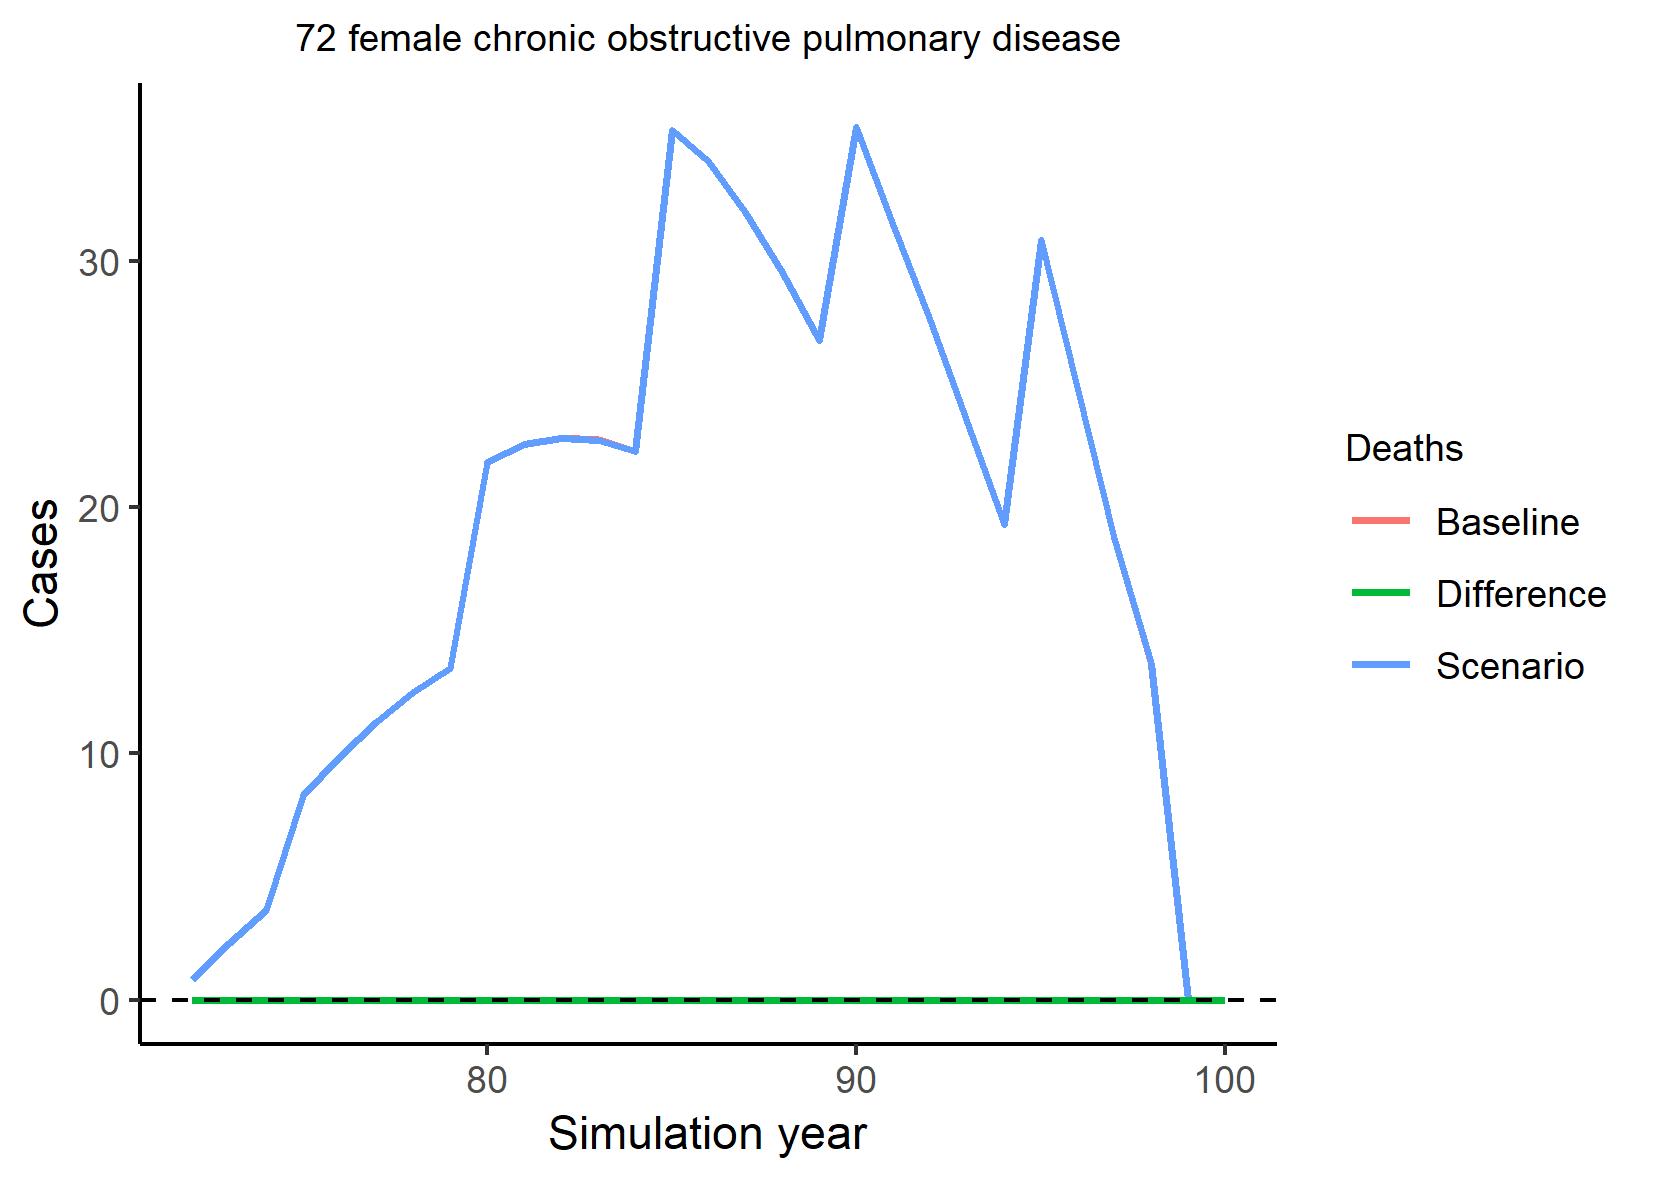 72 female chronic obstructive pulmonary disease
Cases
30
20
10
0
80
90
100
Simulation year
Deaths
Baseline
Difference
Scenario